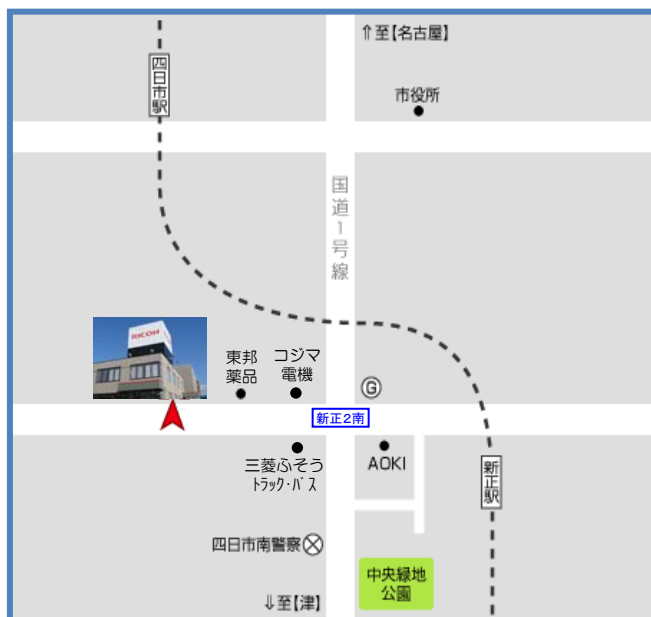 ⇑至【名古屋】
四日市駅
市役所
国道1号線
RICOH
東邦
薬品
コジマ
電機
G
新正2南
三菱ふそう
ﾄﾗｯｸ･ﾊﾞｽ
AOKI
新正駅
四日市南警察
中央緑地
公園
⇓至【津】